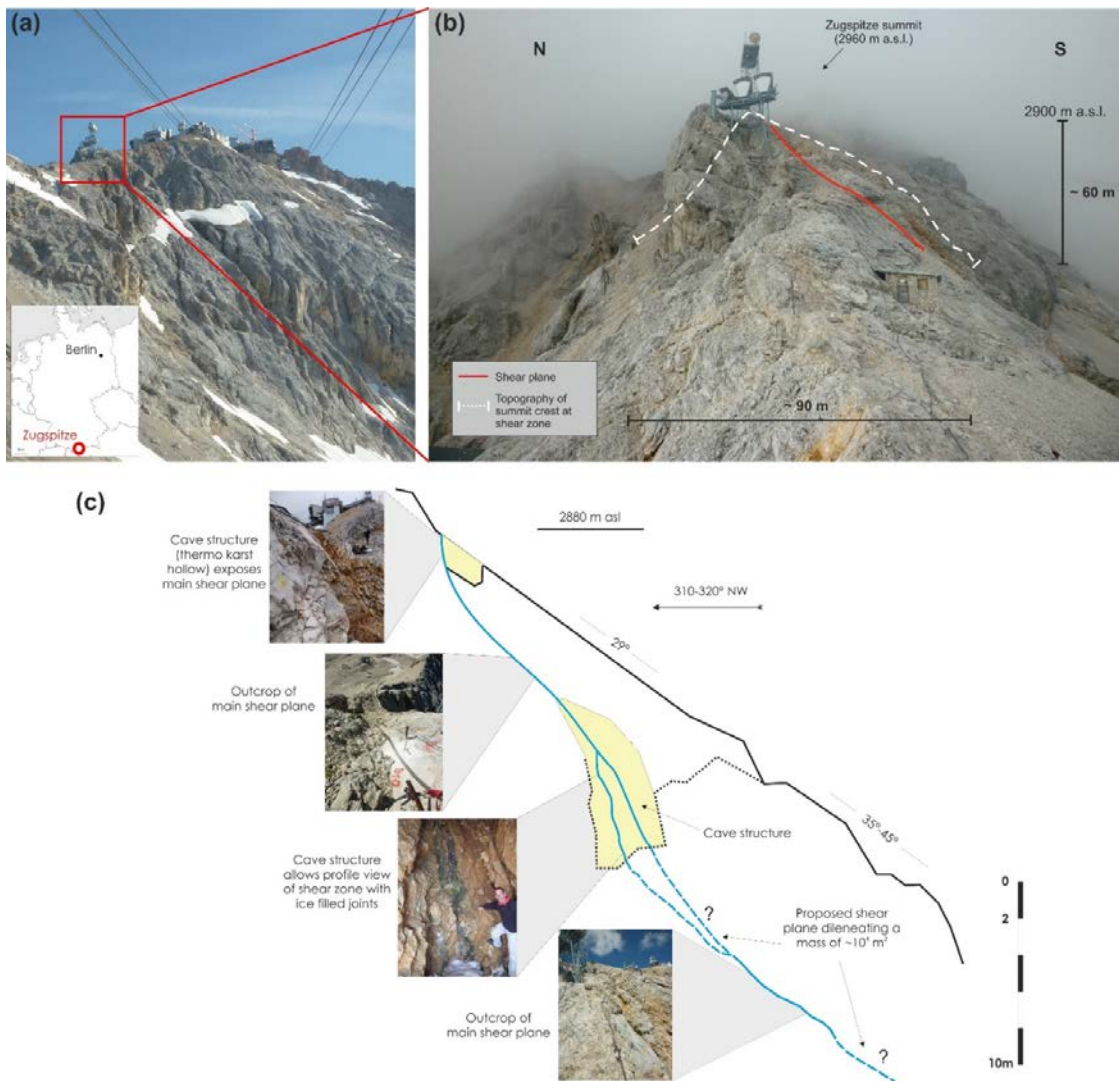 (a)
Berlin
Zugspitze
(b)
Zugspitze summit
(2960 m a.s.l.)
N
S
2900 m a.s.l.
~ 60 m
Shear plane
Topography of
summit crest at
shear zone
~ 90 m
(c)
Cave structure
(thermo karst
hollow) exposes
main shear plane
2880 m asl
310-320° NW
29°
Outcrop of
main shear plane
Cave structure
35°-45°
Cave structure
allows profile view
of shear zone with
ice filled joints
?
Proposed shear
plane dileneating a
mass of ~10⁴ m²
0
2
10m
Outcrop of
main shear plane
?